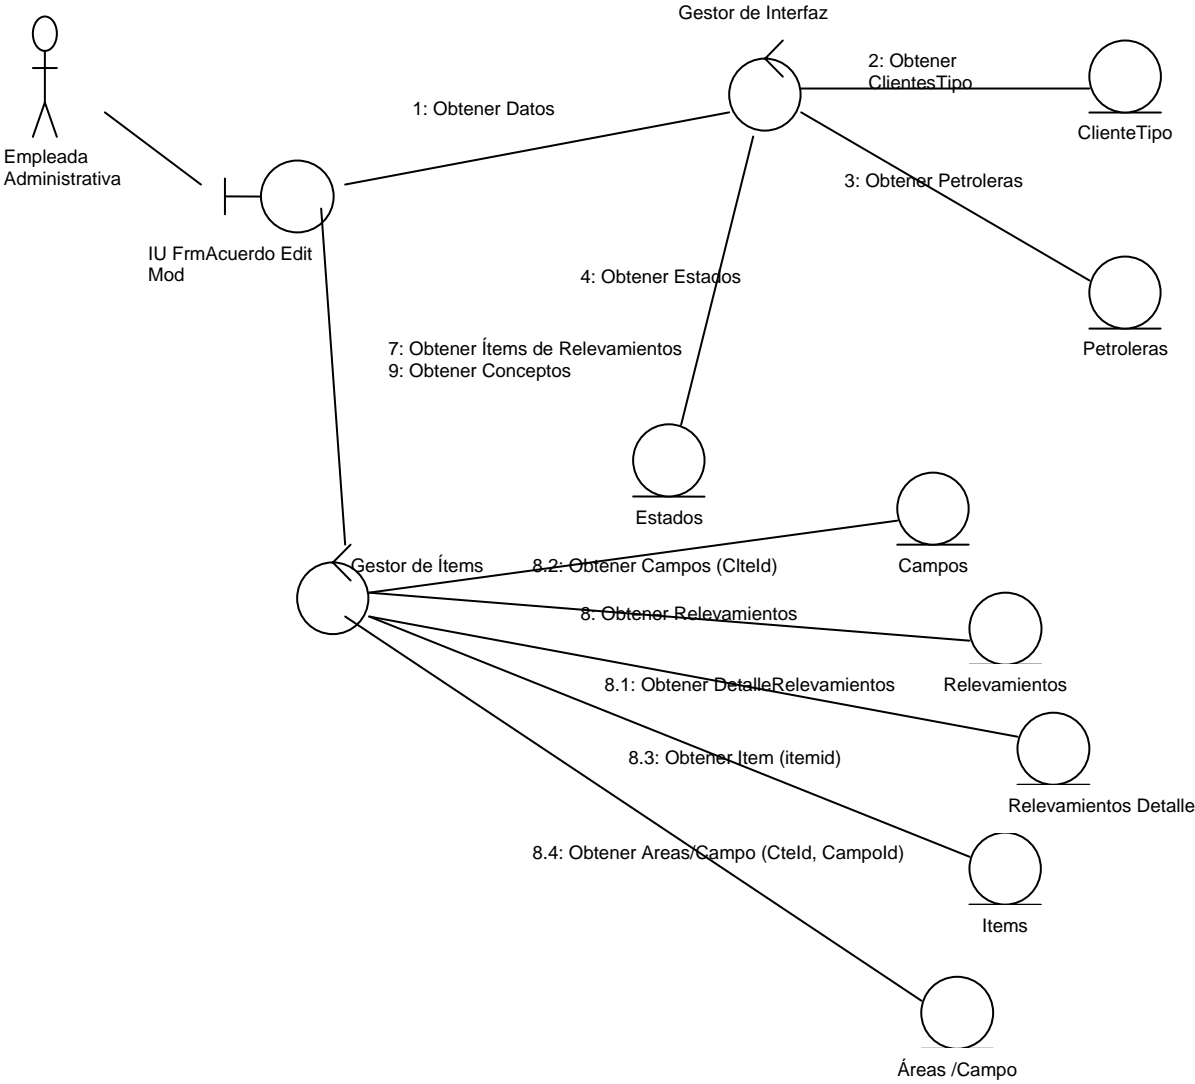 Gestor de Interfaz
2: Obtener
ClientesTipo
1: Obtener Datos
ClienteTipo
Empleada
Administrativa
3: Obtener Petroleras
IU FrmAcuerdo Edit
Mod
4: Obtener Estados
7: Obtener Ítems de Relevamientos
9: Obtener Conceptos
Petroleras
Estados
Gestor de Ítems
8.2: Obtener Campos (ClteId)
Campos
8: Obtener Relevamientos
8.1: Obtener DetalleRelevamientos
Relevamientos
8.3: Obtener Item (itemid)
Relevamientos Detalle
8.4: Obtener Areas/Campo (CteId, CampoId)
Items
Áreas /Campo